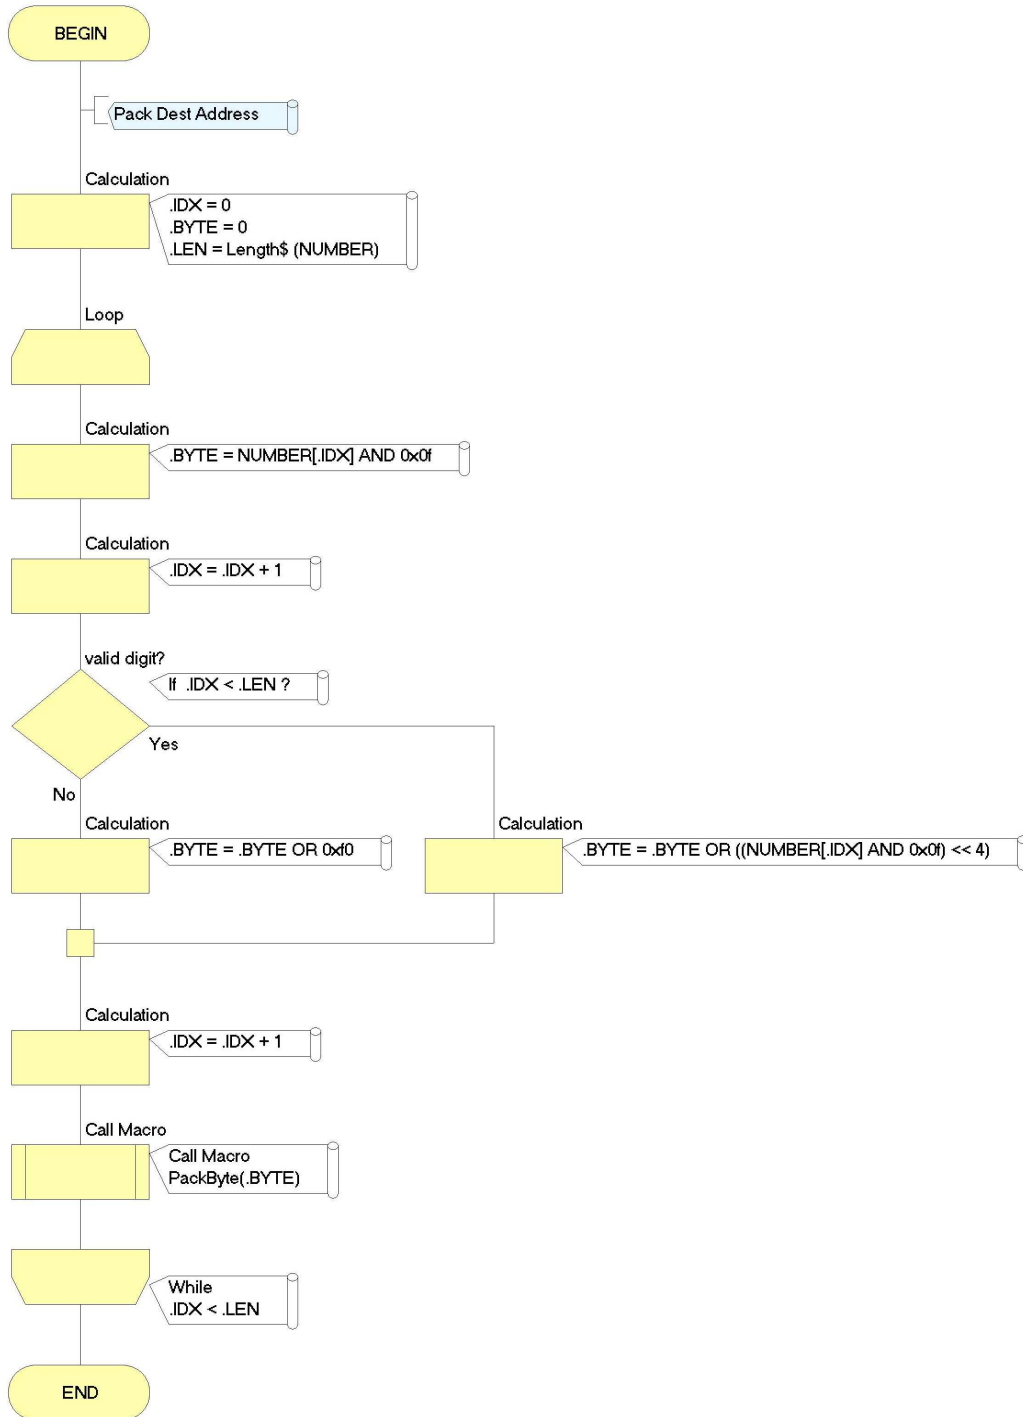 BEGIN
Pack Dest Address
Calculation
.IDX = 0
.BYTE = 0
.LEN = Length$ (NUMBER)
Loop
Calculation
.BYTE = NUMBER[.IDX] AND 0x0f
Calculation
.IDX = .IDX + 1
valid digit?
If  .IDX < .LEN ?
Yes
No
Calculation
.BYTE = .BYTE OR 0xf0
Calculation
.BYTE = .BYTE OR ((NUMBER[.IDX] AND 0x0f) << 4)
Calculation
.IDX = .IDX + 1
Call Macro
Call Macro
PackByte(.BYTE)
While
.IDX < .LEN
END